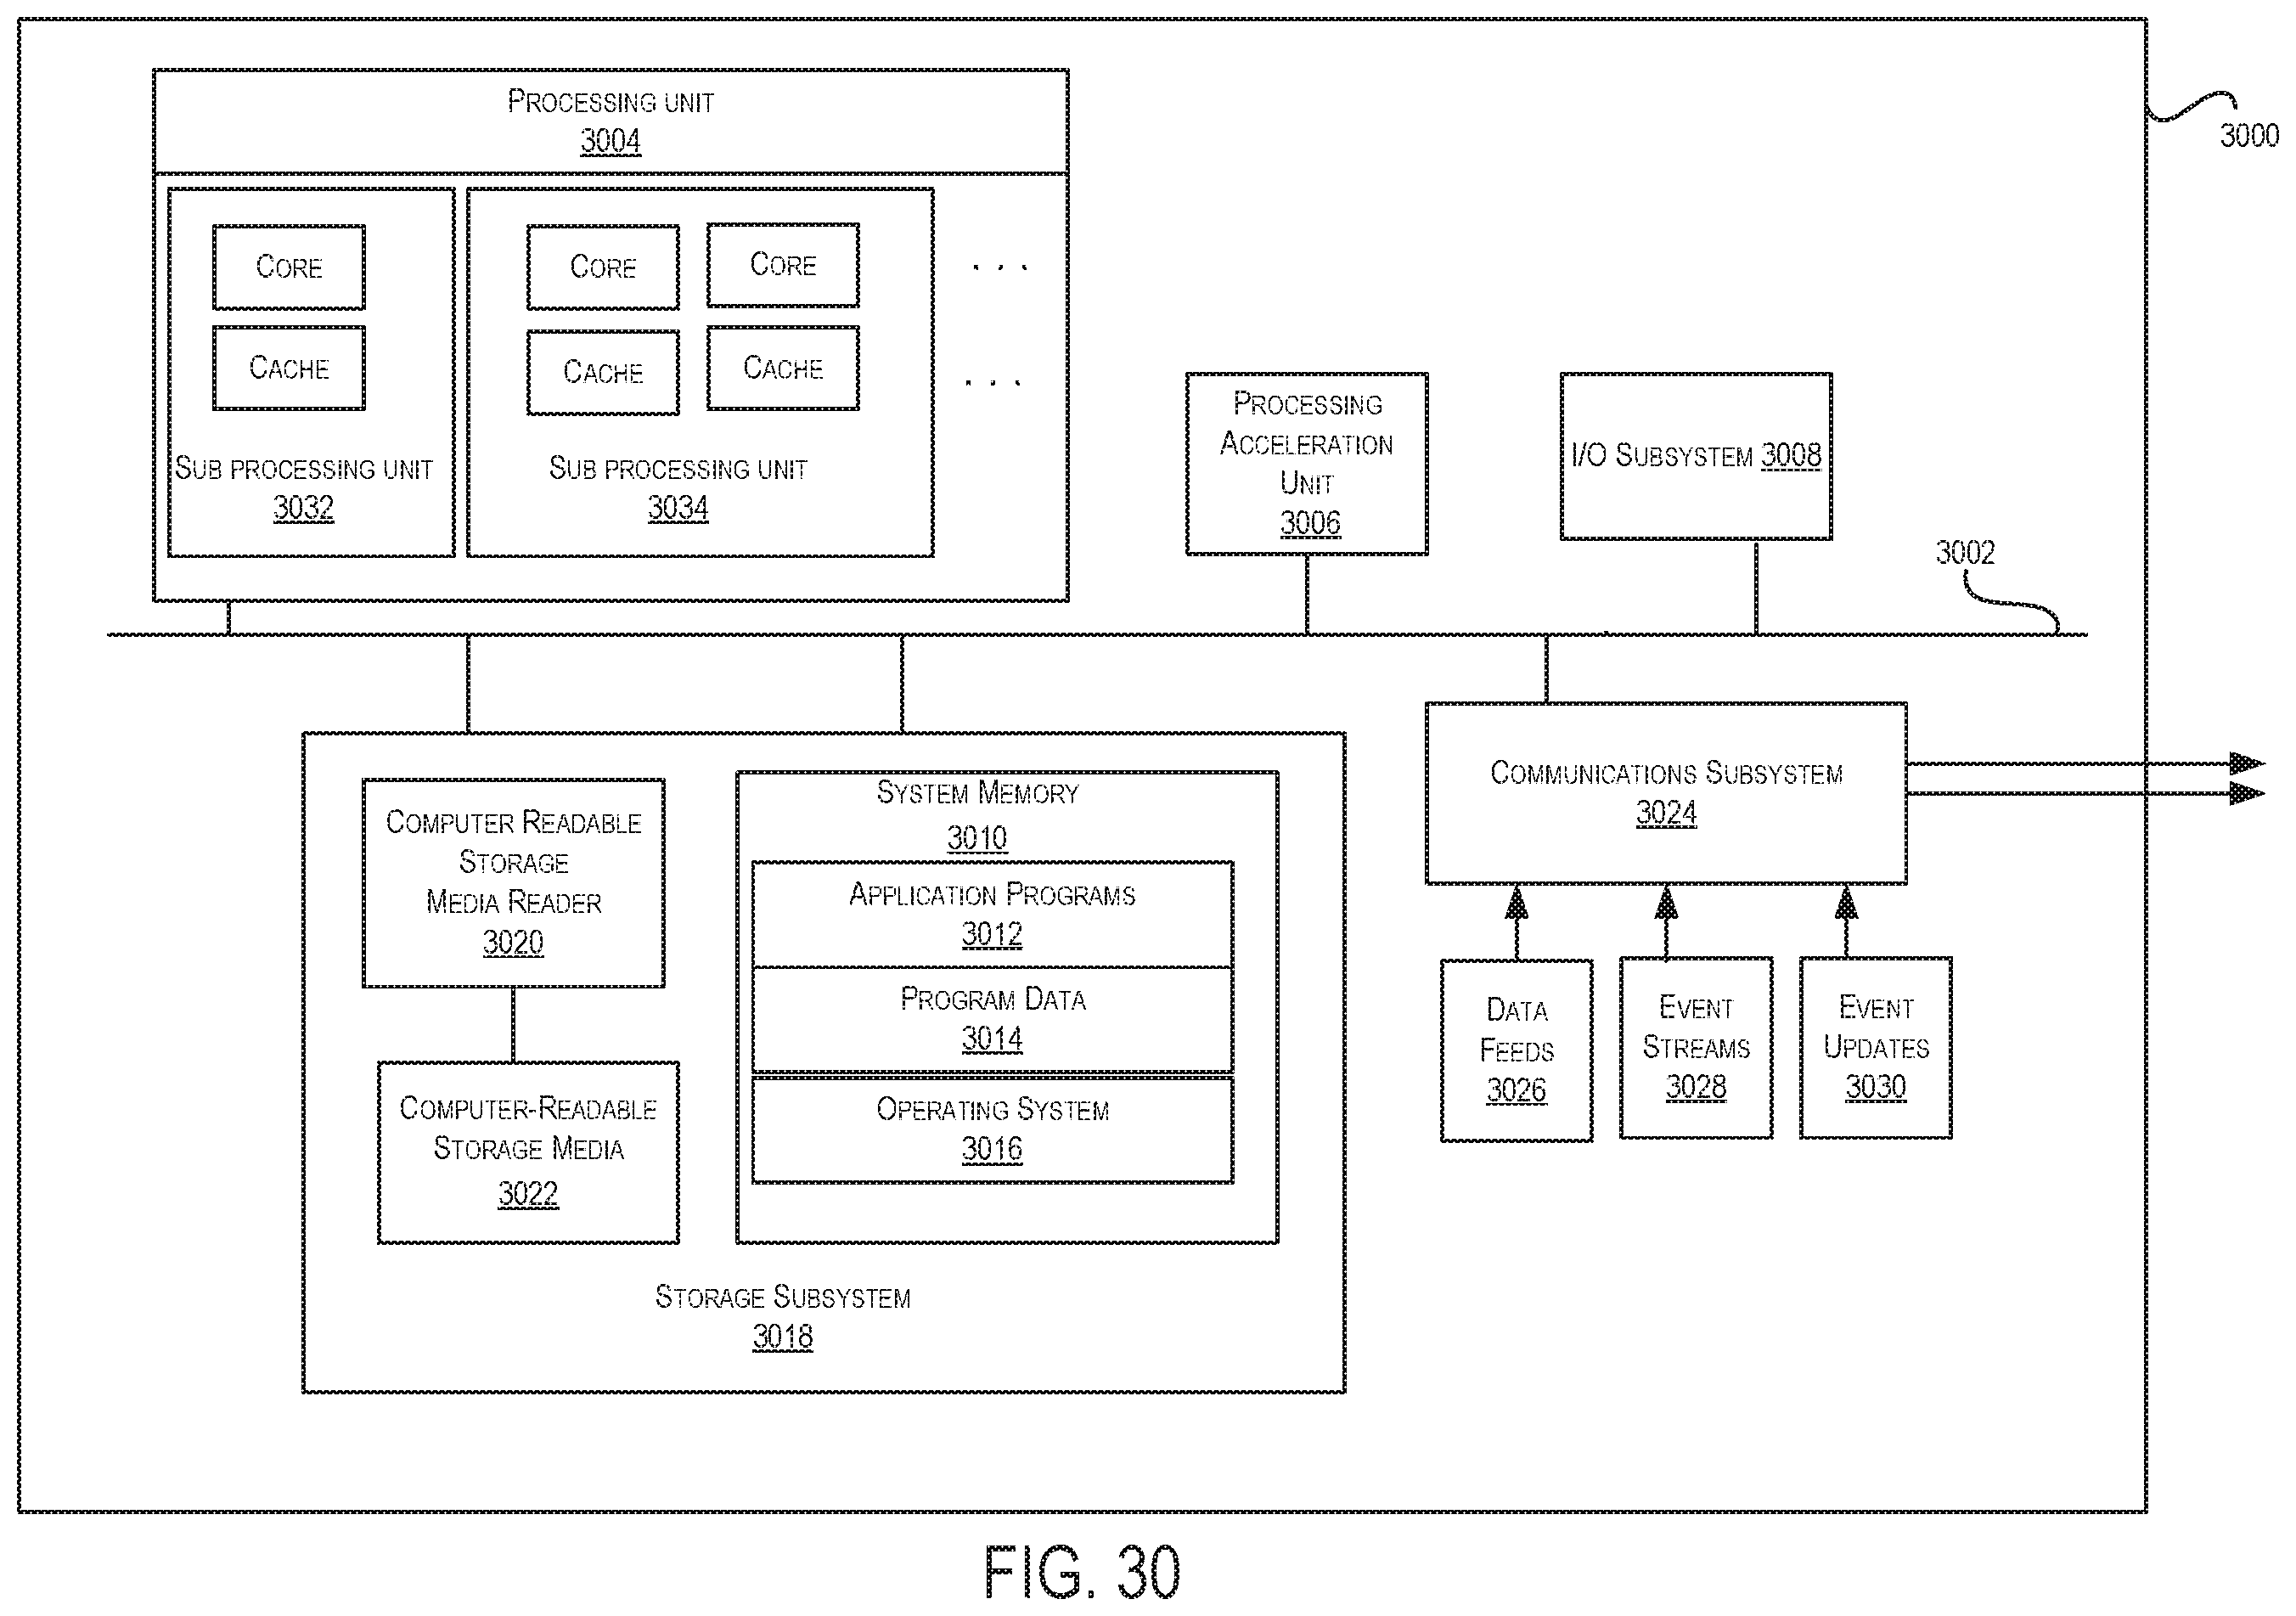 PROCESSING UNIT
3004
3000
CORE
CACHE
SUB PROCESSING UNIT
3032
CORE
CORE
. . .
CACHE
CACHE
. . .
SUB PROCESSING UNIT
3034
PROCESSING
ACCELERATION
UNIT
3006
I/O SUBSYSTEM 3008
3002
COMPUTER READABLE
STORAGE
MEDIA READER
3020
COMPUTER-READABLE
STORAGE MEDIA
3022
SYSTEM MEMORY
3010
APPLICATION PROGRAMS
3012
PROGRAM DATA
3014
OPERATING SYSTEM
3016
STORAGE SUBSYSTEM
3018
COMMUNICATIONS SUBSYSTEM
3024
DATA
FEEDS
3026
EVENT
STREAMS
3028
EVENT
UPDATES
3030
FIG. 30